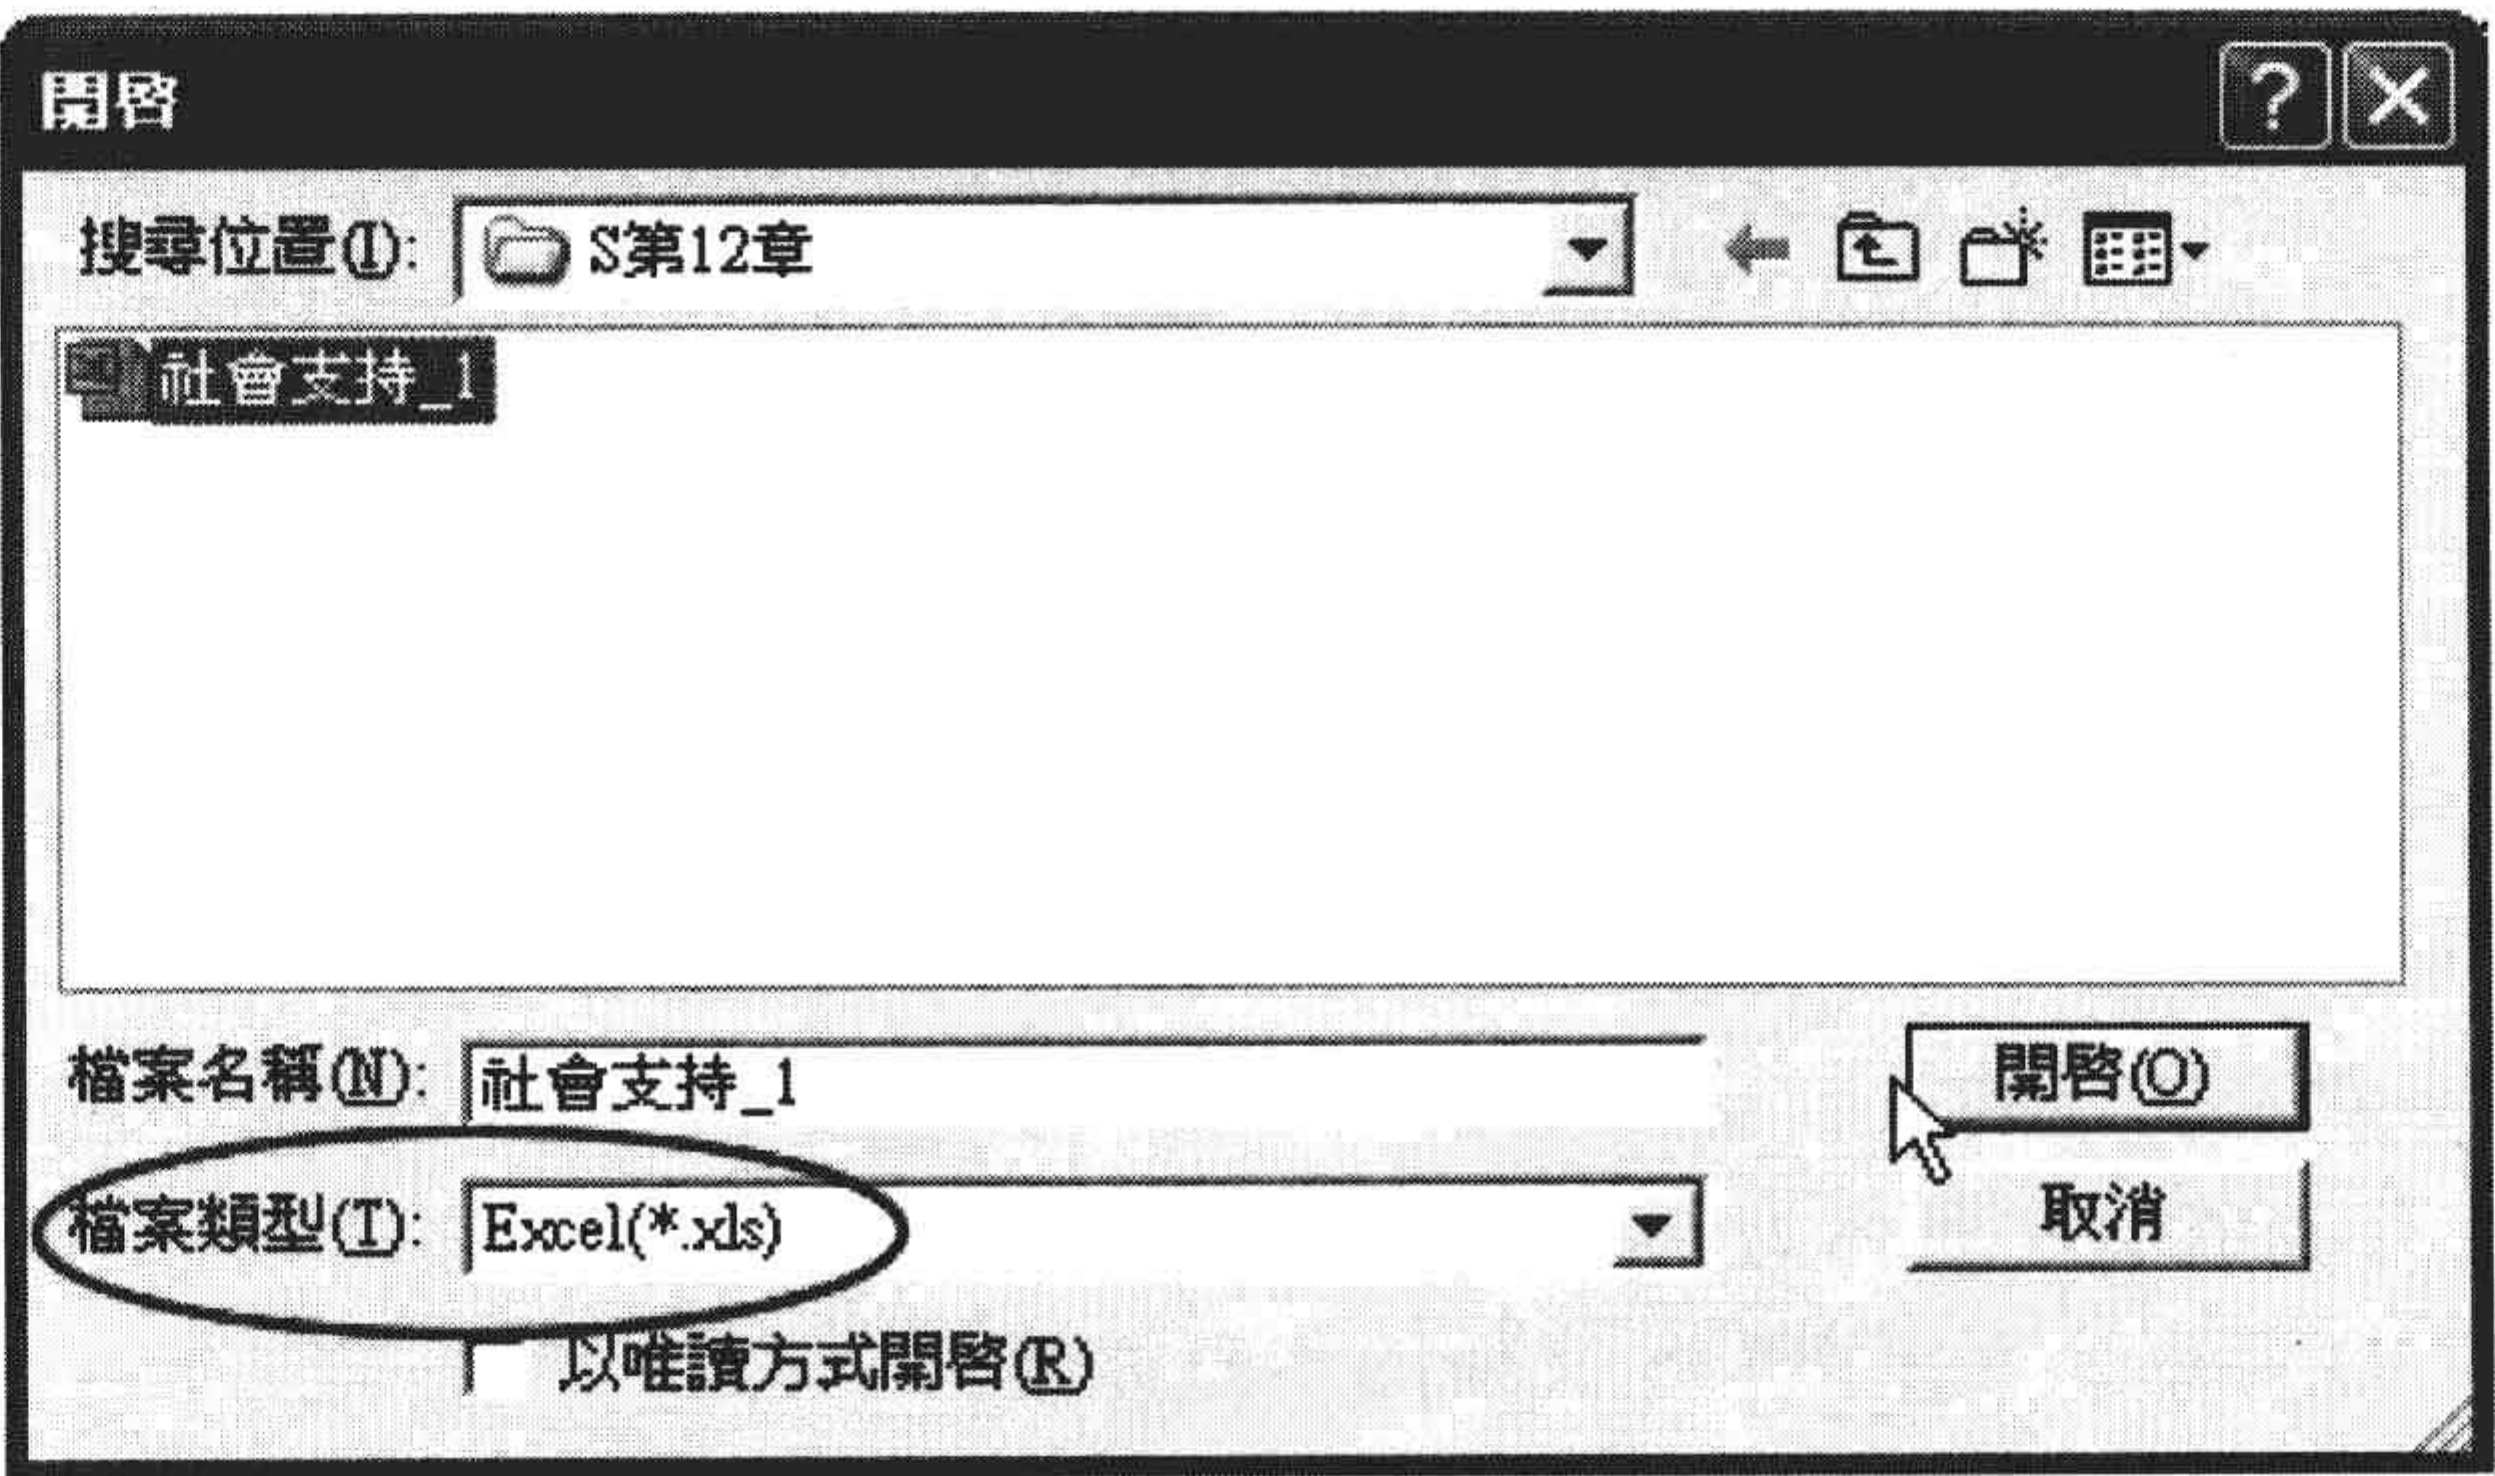 開啓
搜尋位置(I): S第12章
社會支持_1
檔案名稱(N): 社會支持_1 開啓(O)
檔案類型(T): Excel(*.xls) 取消
以唯讀方式開啓(R)